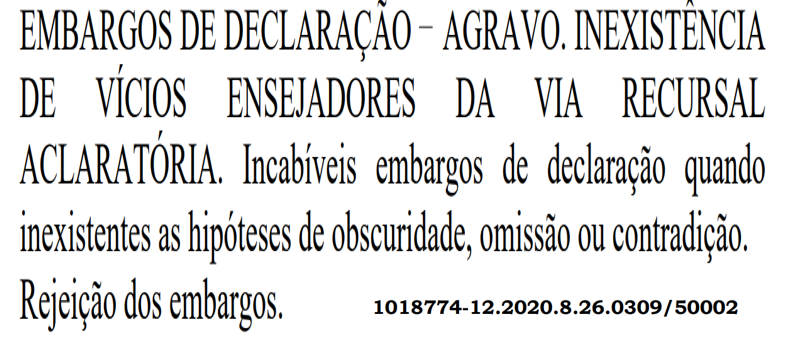 EMBARGOS DE DECLARAÇÃO – AGRAVO. INEXISTÊNCIA
DE VÍCIOS ENSEJADORES DA VIA RECURSAL
ACLARATÓRIA. Incabíveis embargos de declaração quando
inexistentes as hipóteses de obscuridade, omissão ou contradição.
Rejeição dos embargos. 1018774-12.2020.8.26.0309/50002